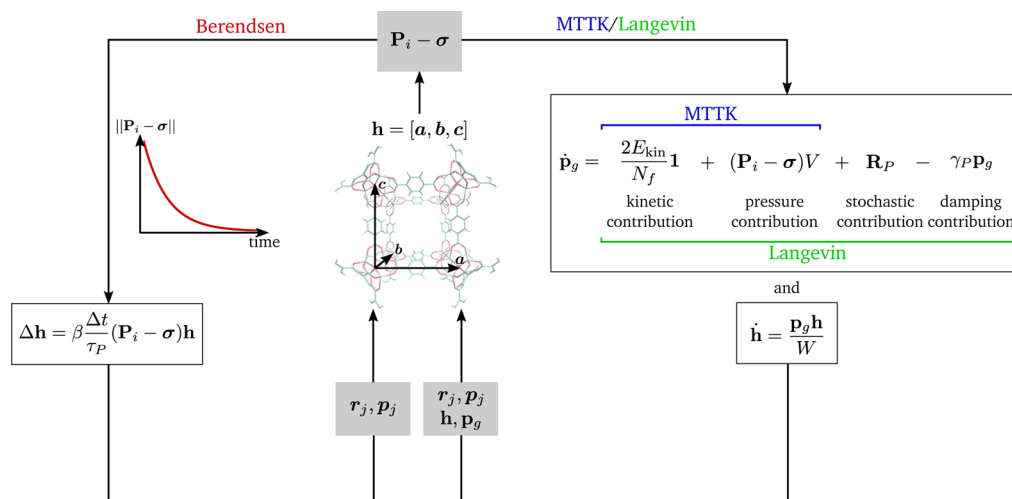 Berendsen
P_i − σ
MTTK/Langevin
||P_i − σ||
time
h = [a, b, c]
c
b
a
MTTK
ṗ_g = 2E_kin/N_f 1 + (P_i − σ)V + R_P − γ_P p_g
kinetic contribution
pressure contribution
stochastic contribution
damping contribution
Langevin
and
Δh = β Δt/τ_P (P_i − σ)h
ḣ = p_g h/W
r_j, p_j
r_j, p_j
h, p_g